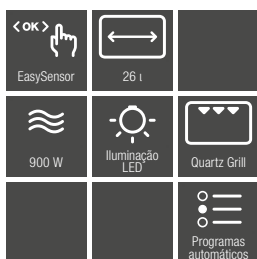 <OK>
EasySensor
26 l
900 W
Iluminação
LED
Quartz Grill
Programas
automáticos